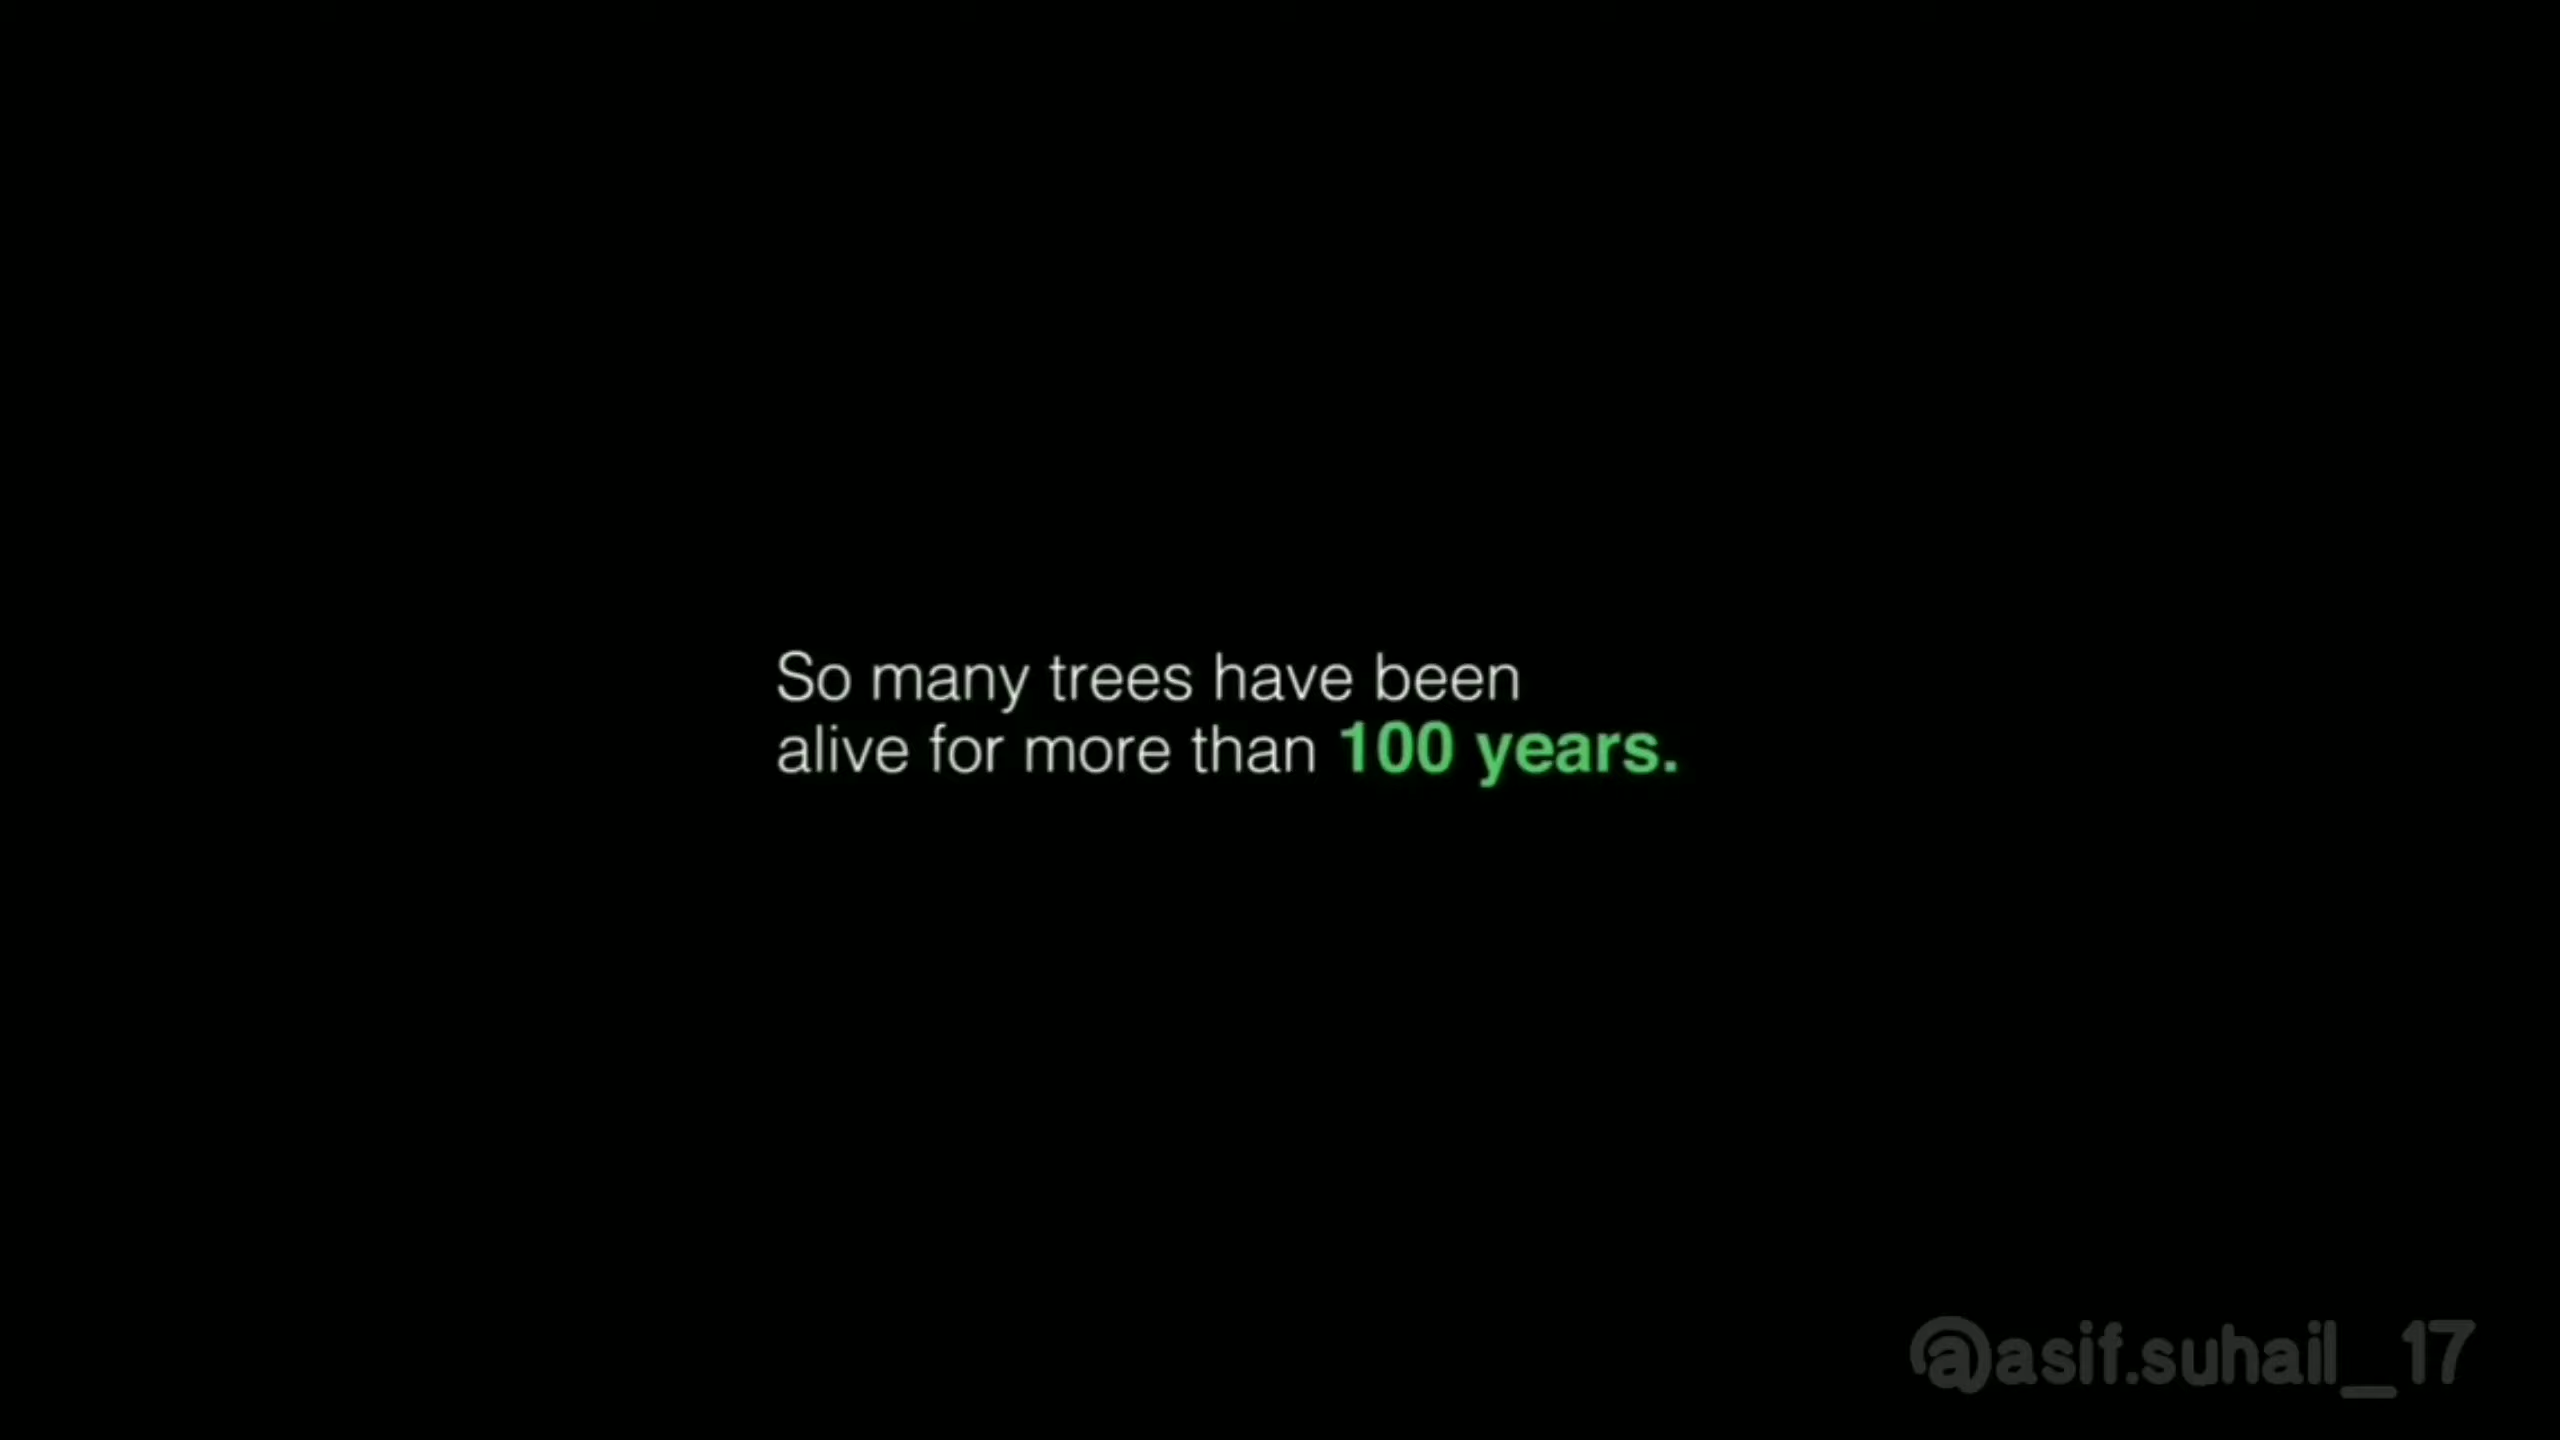 So many trees have been
alive for more than 100 years.
@asif.suhail_17